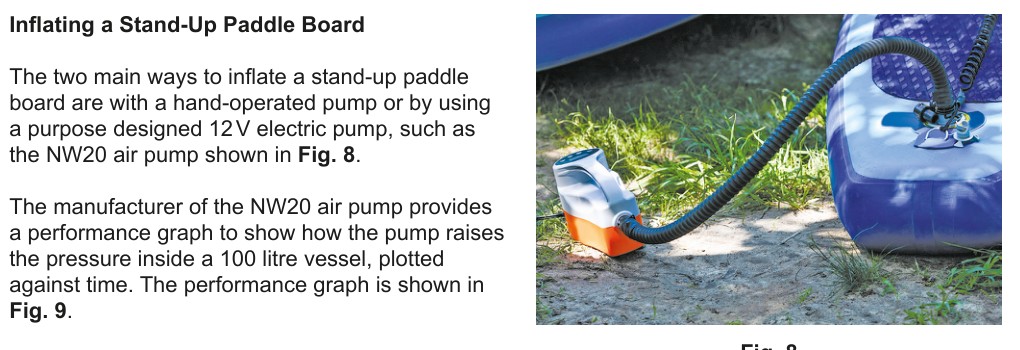 Inflating a Stand-Up Paddle Board
The two main ways to inflate a stand-up paddle
board are with a hand-operated pump or by using
a purpose designed 12 V electric pump, such as
the NW20 air pump shown in Fig. 8.
The manufacturer of the NW20 air pump provides
a performance graph to show how the pump raises
the pressure inside a 100 litre vessel, plotted
against time. The performance graph is shown in
Fig. 9.
Fig. 8